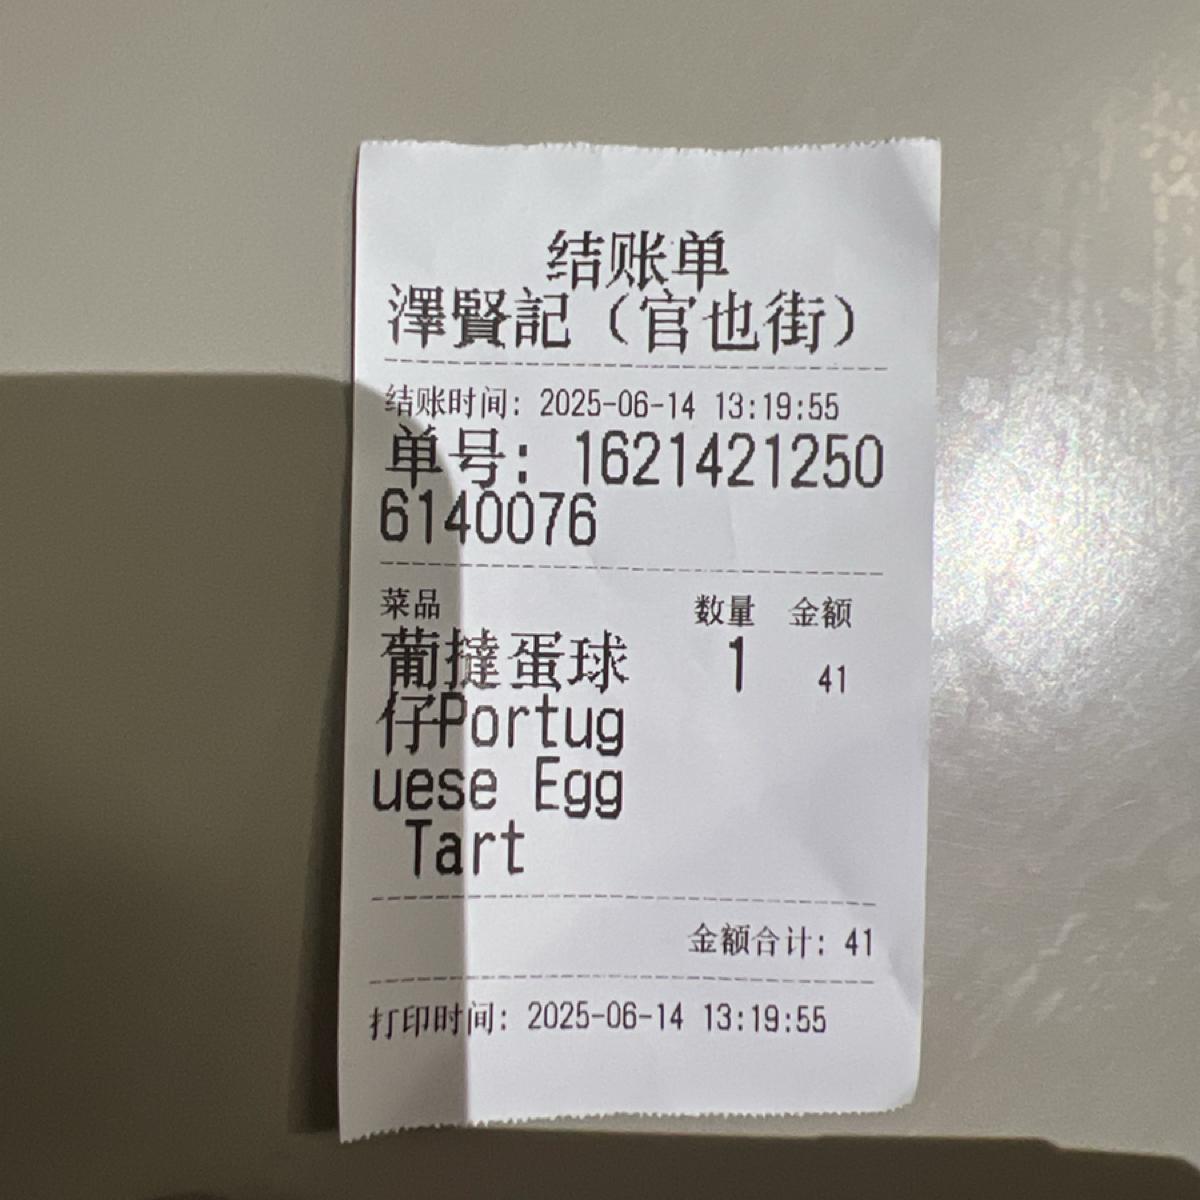 结账单
澤賢記（官也街）
结账时间: 2025-06-14 13:19:55
单号: 1621421250
6140076
菜品 数量 金额
葡撻蛋球 1 41
仔Portug
uese Egg
Tart
金额合计: 41
打印时间: 2025-06-14 13:19:55